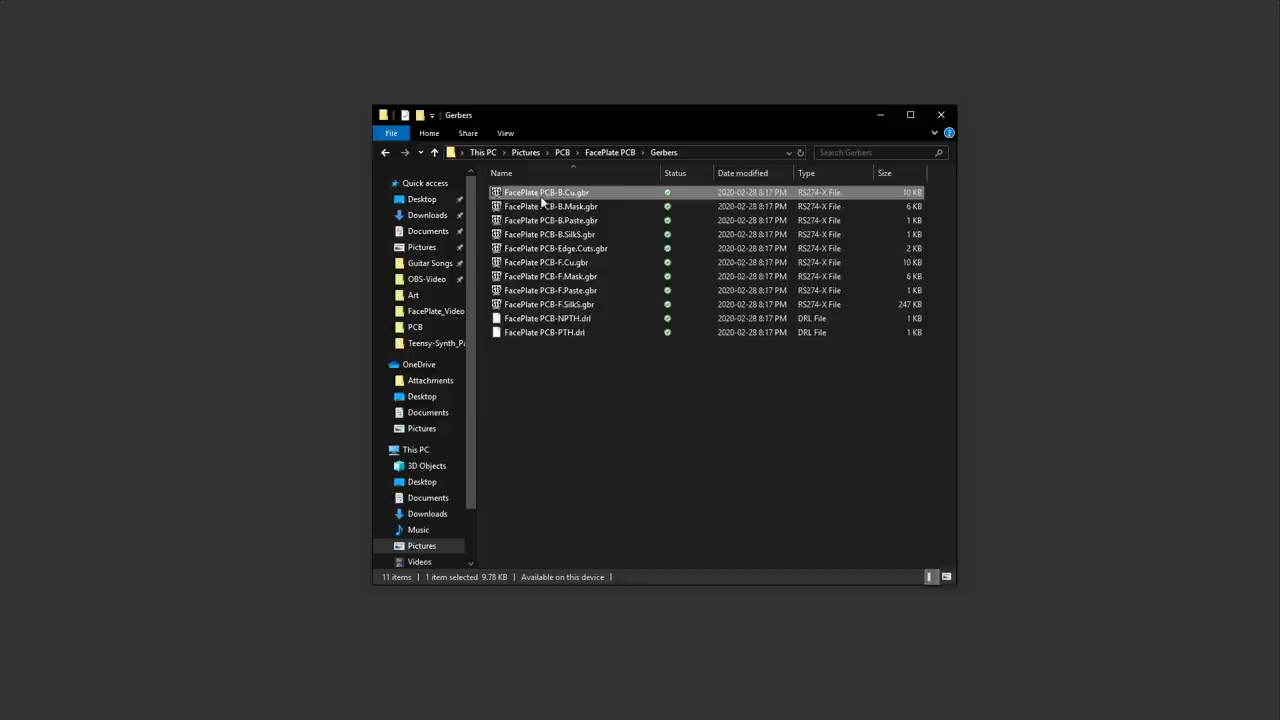 Gerbers
File Home Share View
This PC Pictures PCB FacePlate PCB Gerbers Search Gerbers
Name Status Date modified Type Size
Quick access
Desktop
Downloads
Documents
Pictures
Guitar Songs
OBS-Video
Art
FacePlate_Video
PCB
Teensy-Synth_Pa
OneDrive
Attachments
Desktop
Documents
Pictures
This PC
3D Objects
Desktop
Documents
Downloads
Music
Pictures
Videos
FacePlate PCB-B.Cu.gbr 2020-02-28 8:17 PM RS274-X File 10 KB
FacePlate PCB-B.Mask.gbr 2020-02-28 8:17 PM RS274-X File 6 KB
FacePlate PCB-B.Paste.gbr 2020-02-28 8:17 PM RS274-X File 1 KB
FacePlate PCB-B.SilkS.gbr 2020-02-28 8:17 PM RS274-X File 1 KB
FacePlate PCB-Edge.Cuts.gbr 2020-02-28 8:17 PM RS274-X File 2 KB
FacePlate PCB-F.Cu.gbr 2020-02-28 8:17 PM RS274-X File 10 KB
FacePlate PCB-F.Mask.gbr 2020-02-28 8:17 PM RS274-X File 6 KB
FacePlate PCB-F.Paste.gbr 2020-02-28 8:17 PM RS274-X File 1 KB
FacePlate PCB-F.SilkS.gbr 2020-02-28 8:17 PM RS274-X File 247 KB
FacePlate PCB-NPTH.drl 2020-02-28 8:17 PM DRL File 1 KB
FacePlate PCB-PTH.drl 2020-02-28 8:17 PM DRL File 1 KB
11 items 1 item selected 9.78 KB Available on this device